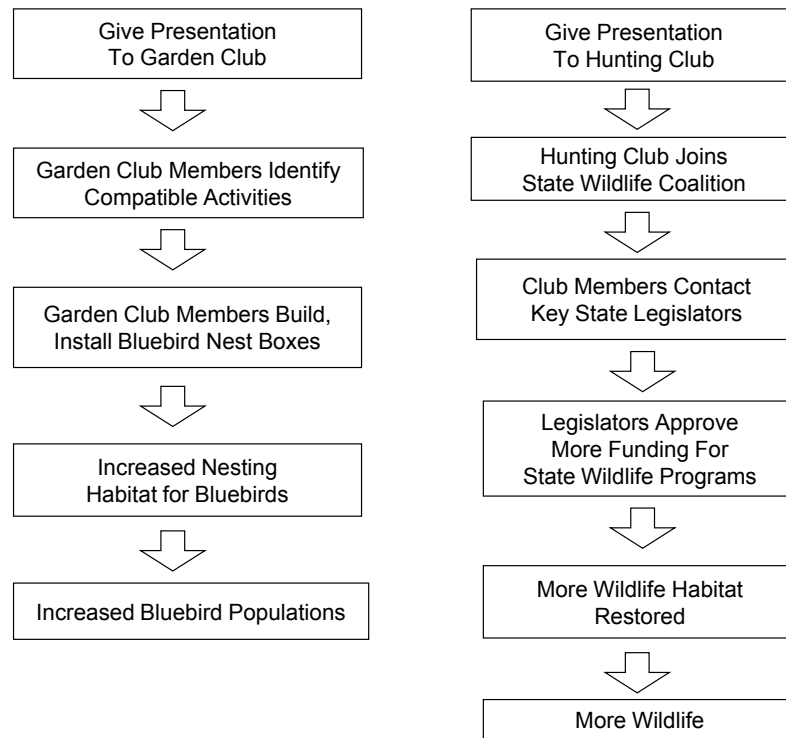 Give Presentation
To Garden Club
Garden Club Members Identify
Compatible Activities
Garden Club Members Build,
Install Bluebird Nest Boxes
Increased Nesting
Habitat for Bluebirds
Increased Bluebird Populations
Give Presentation
To Hunting Club
Hunting Club Joins
State Wildlife Coalition
Club Members Contact
Key State Legislators
Legislators Approve
More Funding For
State Wildlife Programs
More Wildlife Habitat
Restored
More Wildlife